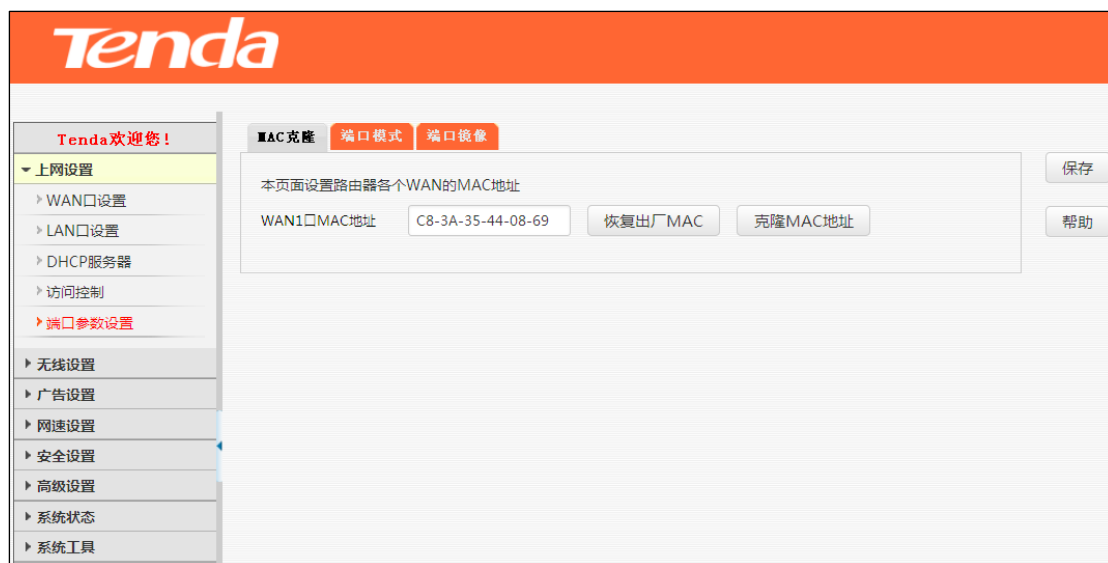 Tenda
Tenda欢迎您!
上网设置
WAN口设置
LAN口设置
DHCP服务器
访问控制
端口参数设置
无线设置
广告设置
网速设置
安全设置
高级设置
系统状态
系统工具
MAC克隆 端口模式 端口镜像
本页面设置路由器各个WAN的MAC地址
WAN1口MAC地址 C8-3A-35-44-08-69 恢复出厂MAC 克隆MAC地址
保存
帮助